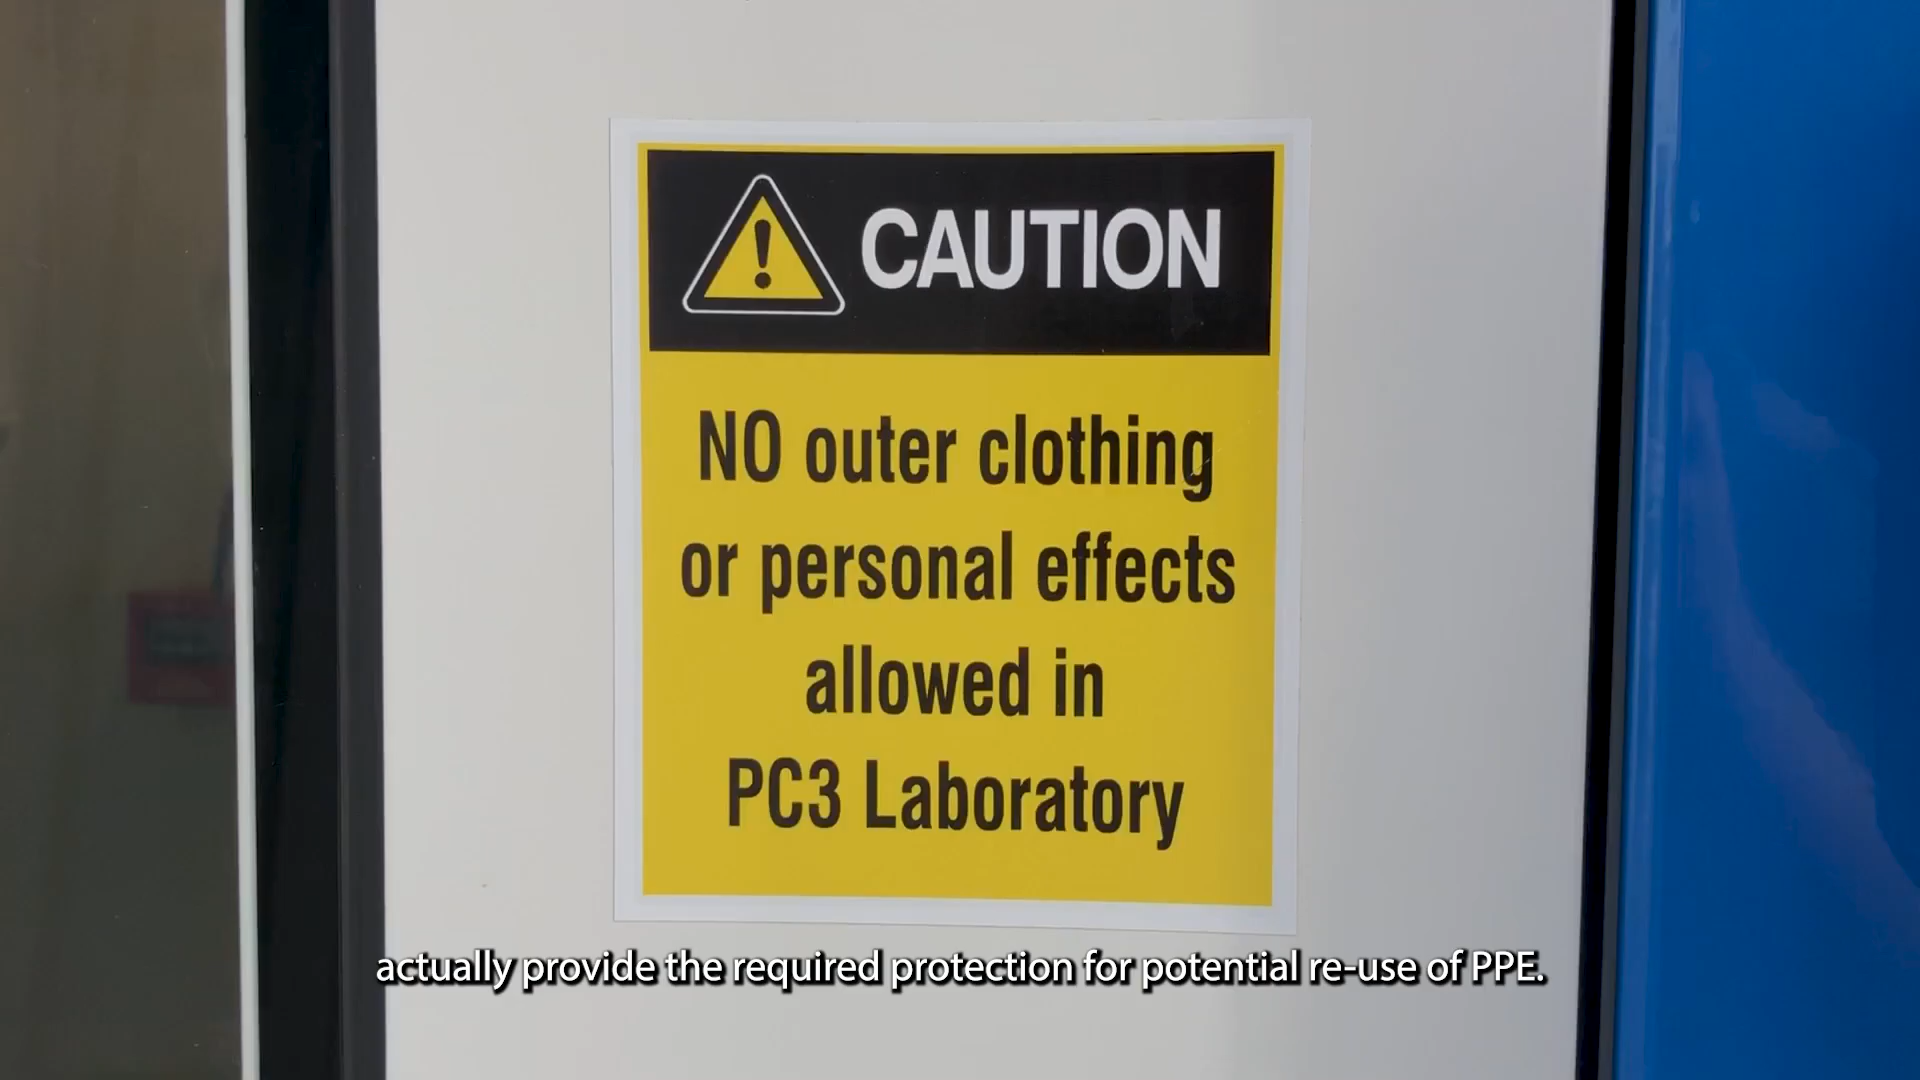 CAUTION
NO outer clothing
or personal effects
allowed in
PC3 Laboratory
actually provide the required protection for potential re-use of PPE.